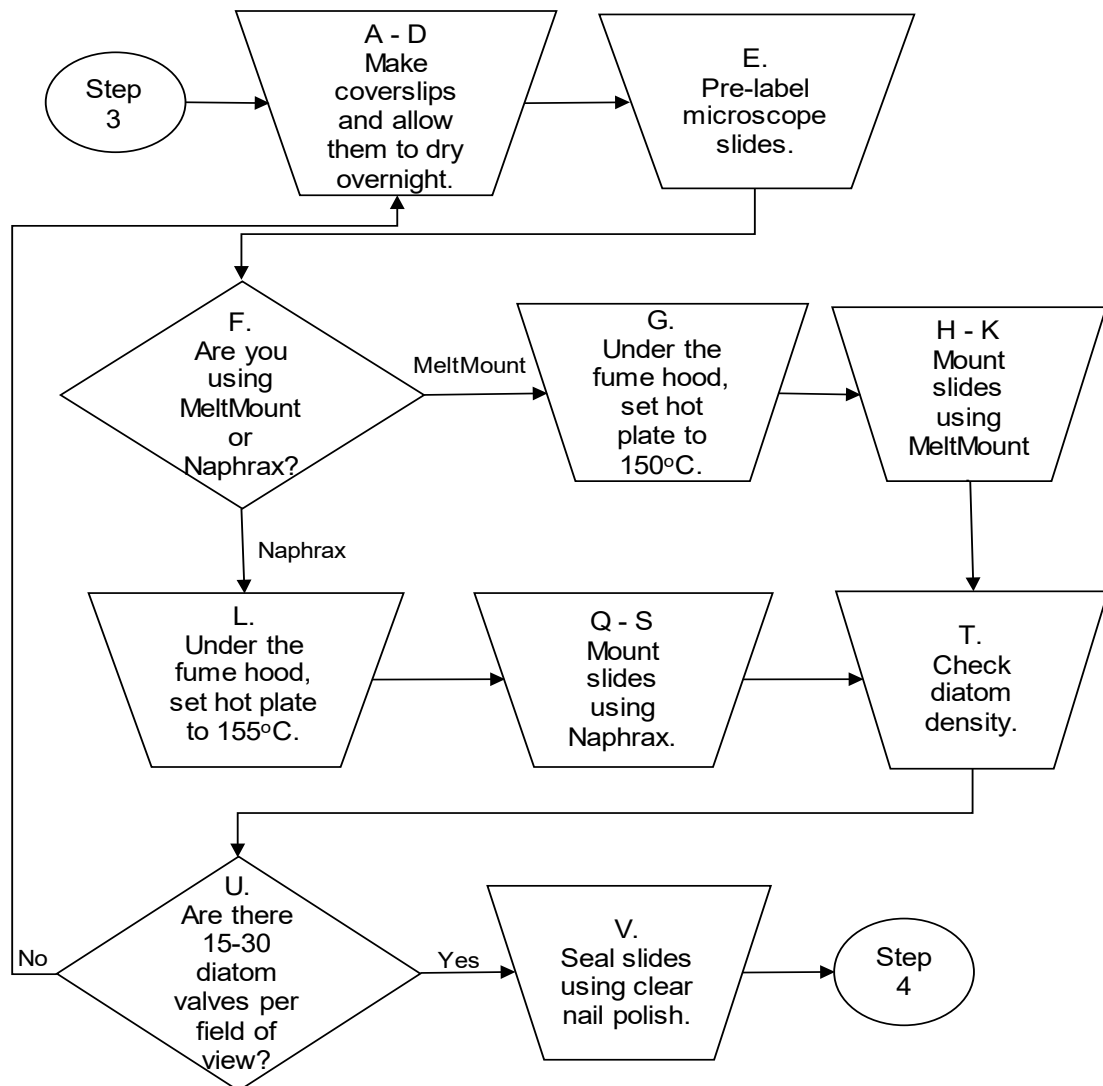 Step
3
A - D
Make
coverslips
and allow
them to dry
overnight.
E.
Pre-label
microscope
slides.
F.
Are you
using
MeltMount
or
Naphrax?
MeltMount
G.
Under the
fume hood,
set hot
plate to
150ºC.
H - K
Mount
slides
using
MeltMount
Naphrax
L.
Under the
fume hood,
set hot plate
to 155ºC.
Q - S
Mount
slides
using
Naphrax.
T.
Check
diatom
density.
U.
Are there
15-30
diatom
valves per
field of
view?
No
Yes
V.
Seal slides
using clear
nail polish.
Step
4